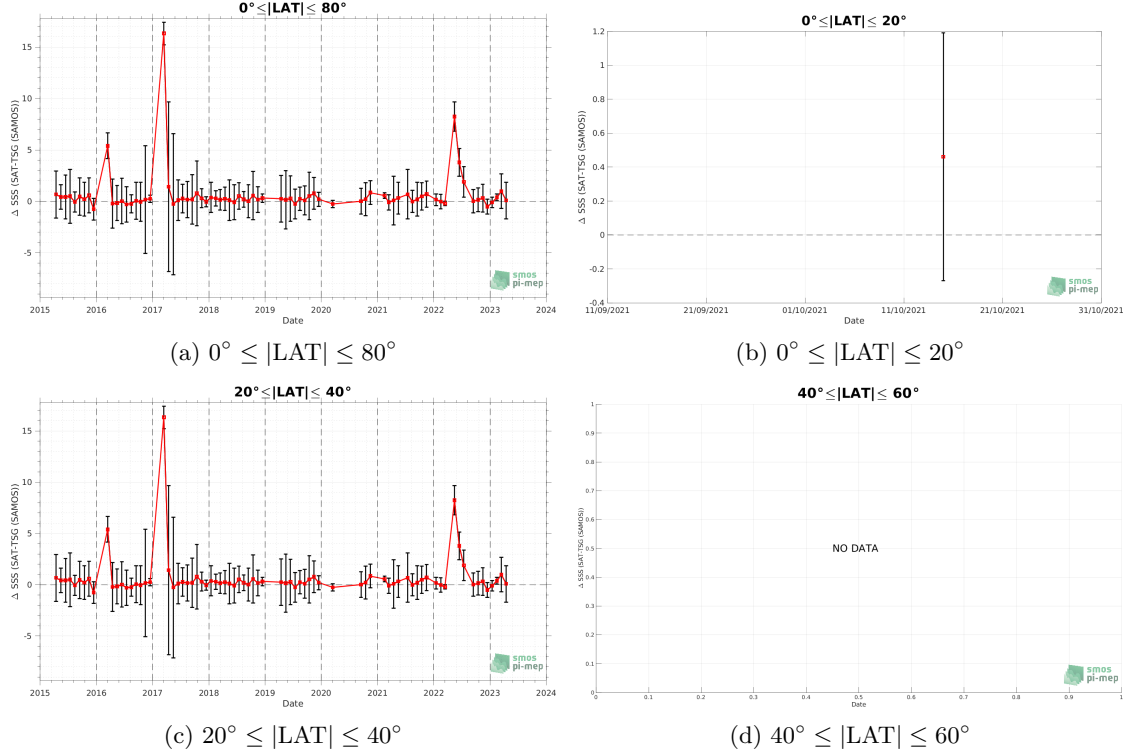 0°≤|LAT|≤ 80°
Δ SSS (SAT-TSG (SAMOS))
15
10
5
0
-5
2015 2016 2017 2018 2019 2020 2021 2022 2023 2024
Date
smos
pi-mep
(a) 0° ≤ |LAT| ≤ 80°
0°≤|LAT|≤ 20°
Δ SSS (SAT-TSG (SAMOS))
1.2
1
0.8
0.6
0.4
0.2
0
-0.2
-0.4
11/09/2021 21/09/2021 01/10/2021 11/10/2021 21/10/2021 31/10/2021
Date
smos
pi-mep
(b) 0° ≤ |LAT| ≤ 20°
20°≤|LAT|≤ 40°
Δ SSS (SAT-TSG (SAMOS))
15
10
5
0
-5
2015 2016 2017 2018 2019 2020 2021 2022 2023 2024
Date
smos
pi-mep
(c) 20° ≤ |LAT| ≤ 40°
40°≤|LAT|≤ 60°
Δ SSS (SAT-TSG (SAMOS))
1
0.9
0.8
0.7
0.6
0.5
0.4
0.3
0.2
0.1
0
NO DATA
0 0.1 0.2 0.3 0.4 0.5 0.6 0.7 0.8 0.9 1
Date
smos
pi-mep
(d) 40° ≤ |LAT| ≤ 60°